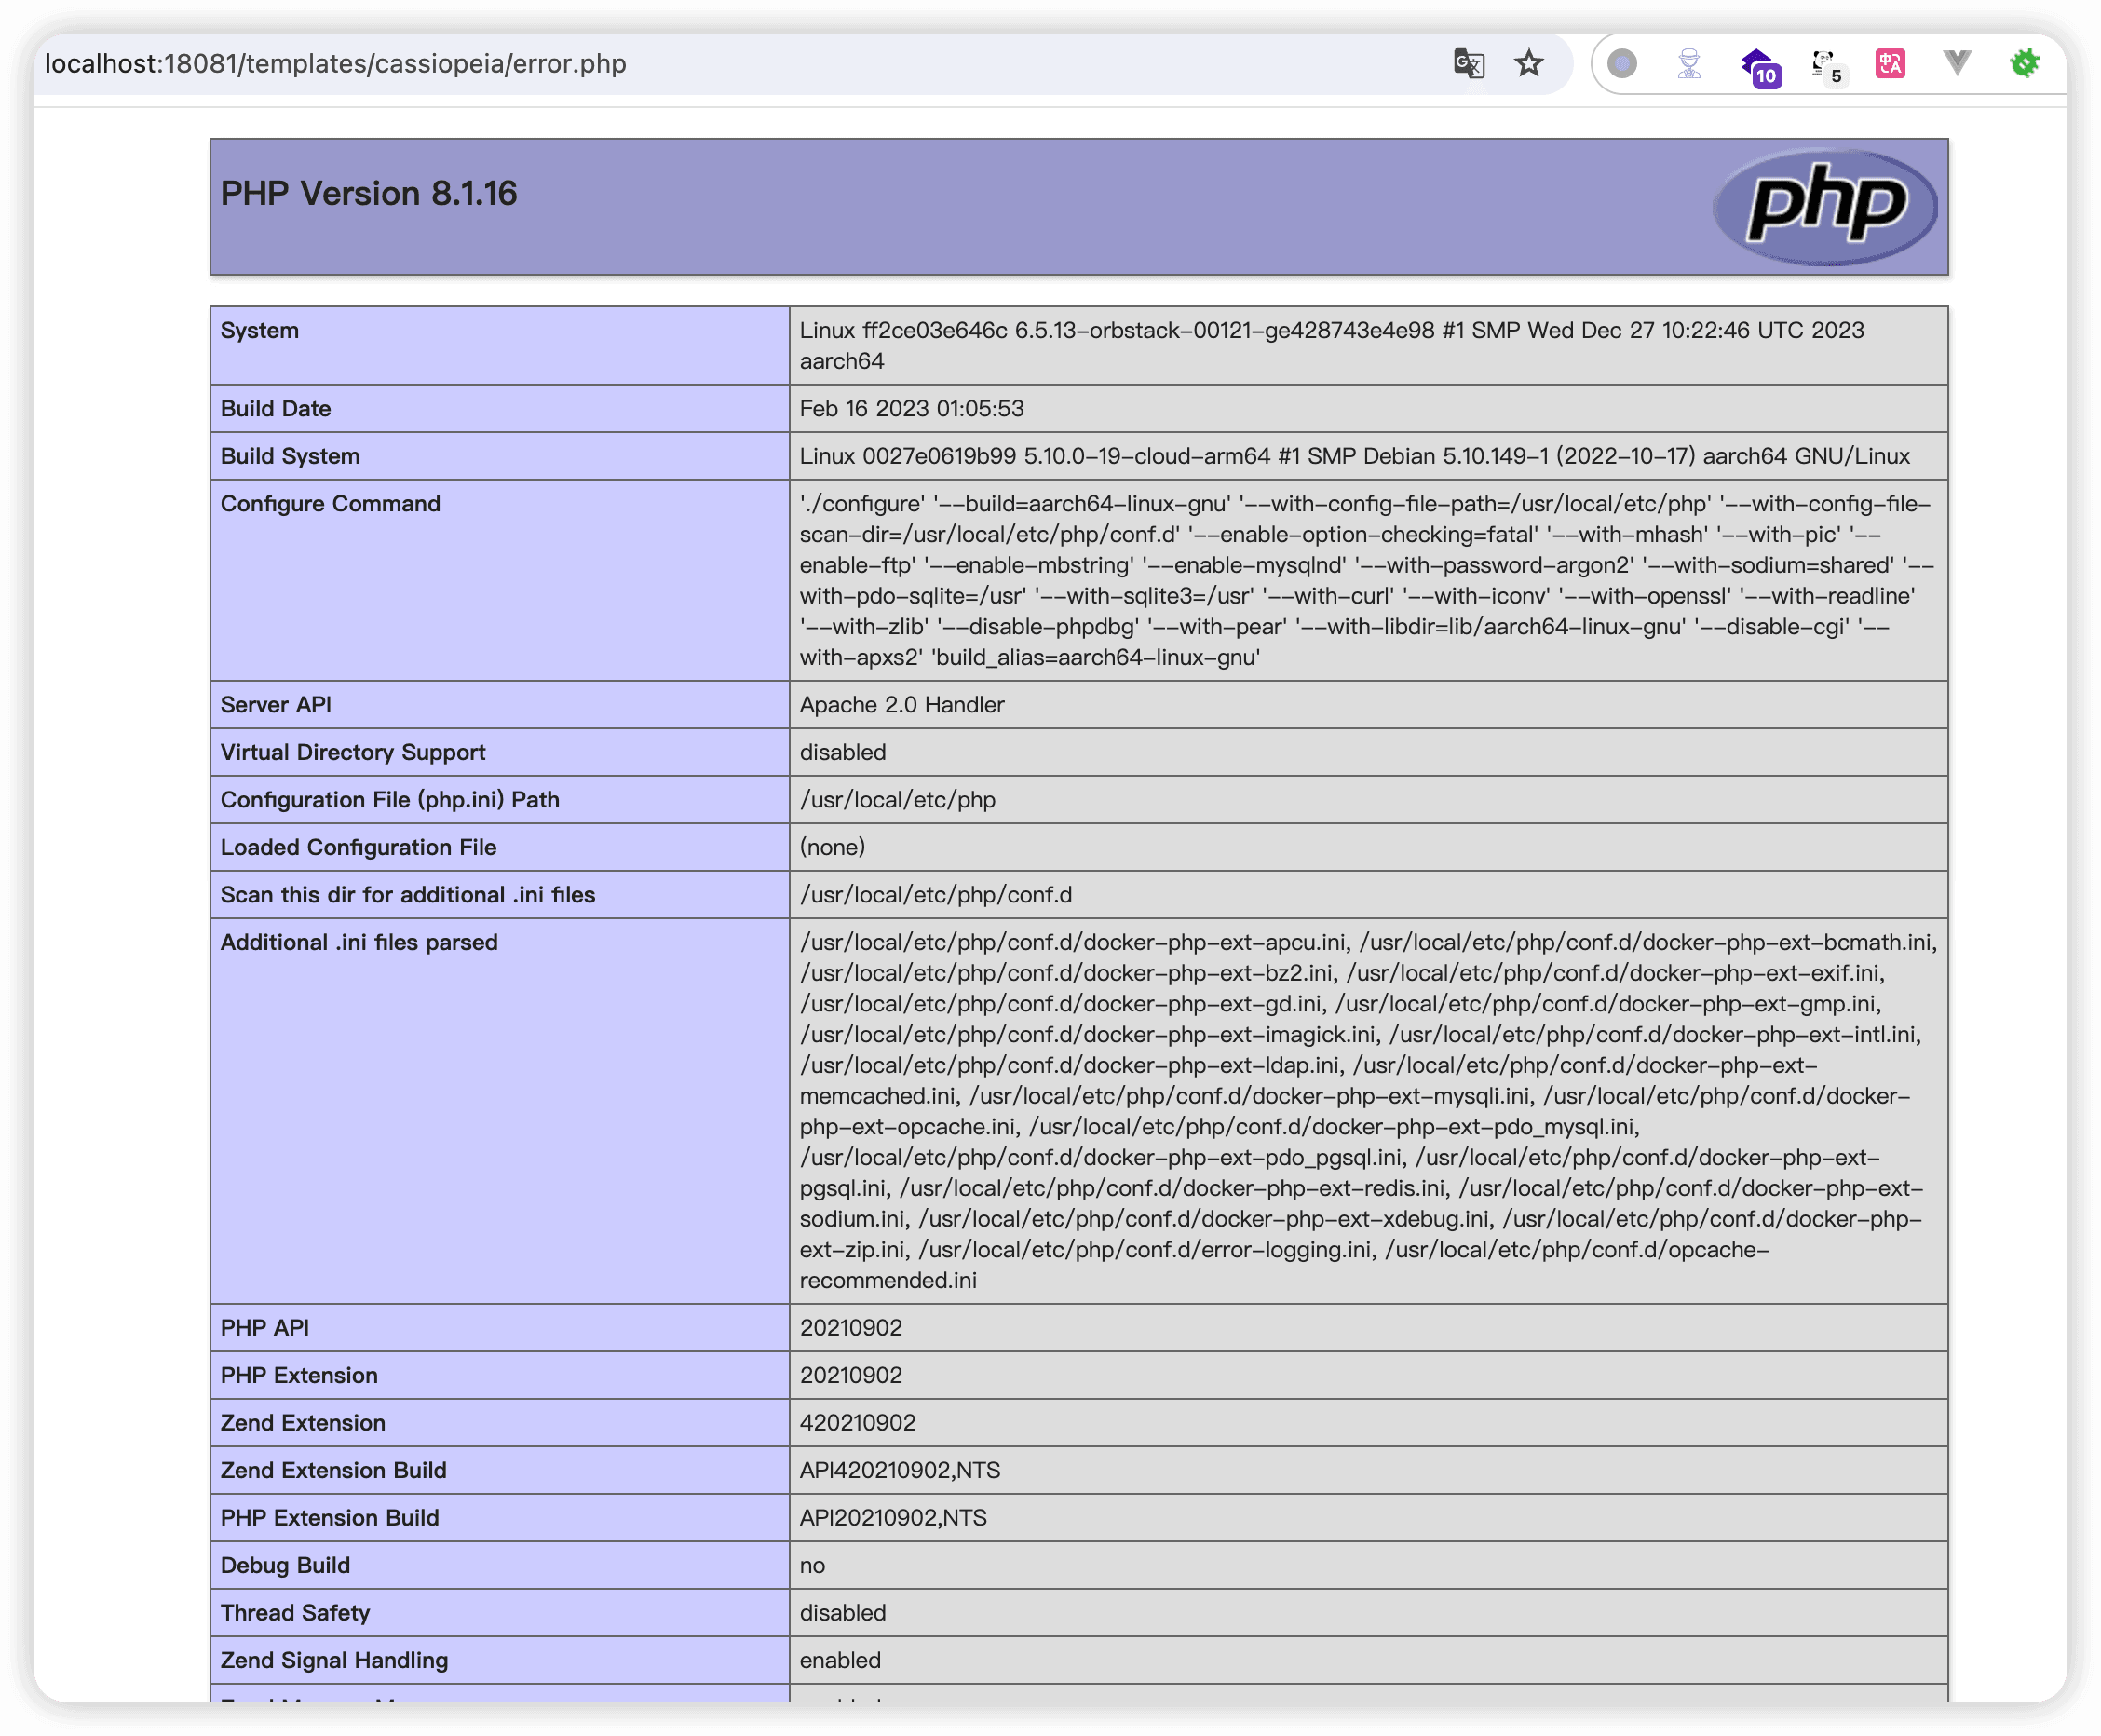 localhost:18081/templates/cassiopeia/error.php
10
5
中
A
PHP Version 8.1.16
php
System
Linux ff2ce03e646c 6.5.13-orbstack-00121-ge428743e4e98 #1 SMP Wed Dec 27 10:22:46 UTC 2023
aarch64
Build Date
Feb 16 2023 01:05:53
Build System
Linux 0027e0619b99 5.10.0-19-cloud-arm64 #1 SMP Debian 5.10.149-1 (2022-10-17) aarch64 GNU/Linux
Configure Command
'./configure' '--build=aarch64-linux-gnu' '--with-config-file-path=/usr/local/etc/php' '--with-config-file-
scan-dir=/usr/local/etc/php/conf.d' '--enable-option-checking=fatal' '--with-mhash' '--with-pic' '--
enable-ftp' '--enable-mbstring' '--enable-mysqlnd' '--with-password-argon2' '--with-sodium=shared' '--
with-pdo-sqlite=/usr' '--with-sqlite3=/usr' '--with-curl' '--with-iconv' '--with-openssl' '--with-readline'
'--with-zlib' '--disable-phpdbg' '--with-pear' '--with-libdir=lib/aarch64-linux-gnu' '--disable-cgi' '--
with-apxs2' 'build_alias=aarch64-linux-gnu'
Server API
Apache 2.0 Handler
Virtual Directory Support
disabled
Configuration File (php.ini) Path
/usr/local/etc/php
Loaded Configuration File
(none)
Scan this dir for additional .ini files
/usr/local/etc/php/conf.d
Additional .ini files parsed
/usr/local/etc/php/conf.d/docker-php-ext-apcu.ini, /usr/local/etc/php/conf.d/docker-php-ext-bcmath.ini,
/usr/local/etc/php/conf.d/docker-php-ext-bz2.ini, /usr/local/etc/php/conf.d/docker-php-ext-exif.ini,
/usr/local/etc/php/conf.d/docker-php-ext-gd.ini, /usr/local/etc/php/conf.d/docker-php-ext-gmp.ini,
/usr/local/etc/php/conf.d/docker-php-ext-imagick.ini, /usr/local/etc/php/conf.d/docker-php-ext-intl.ini,
/usr/local/etc/php/conf.d/docker-php-ext-ldap.ini, /usr/local/etc/php/conf.d/docker-php-ext-
memcached.ini, /usr/local/etc/php/conf.d/docker-php-ext-mysqli.ini, /usr/local/etc/php/conf.d/docker-
php-ext-opcache.ini, /usr/local/etc/php/conf.d/docker-php-ext-pdo_mysql.ini,
/usr/local/etc/php/conf.d/docker-php-ext-pdo_pgsql.ini, /usr/local/etc/php/conf.d/docker-php-ext-
pgsql.ini, /usr/local/etc/php/conf.d/docker-php-ext-redis.ini, /usr/local/etc/php/conf.d/docker-php-ext-
sodium.ini, /usr/local/etc/php/conf.d/docker-php-ext-xdebug.ini, /usr/local/etc/php/conf.d/docker-php-
ext-zip.ini, /usr/local/etc/php/conf.d/error-logging.ini, /usr/local/etc/php/conf.d/opcache-
recommended.ini
PHP API
20210902
PHP Extension
20210902
Zend Extension
420210902
Zend Extension Build
API420210902,NTS
PHP Extension Build
API20210902,NTS
Debug Build
no
Thread Safety
disabled
Zend Signal Handling
enabled